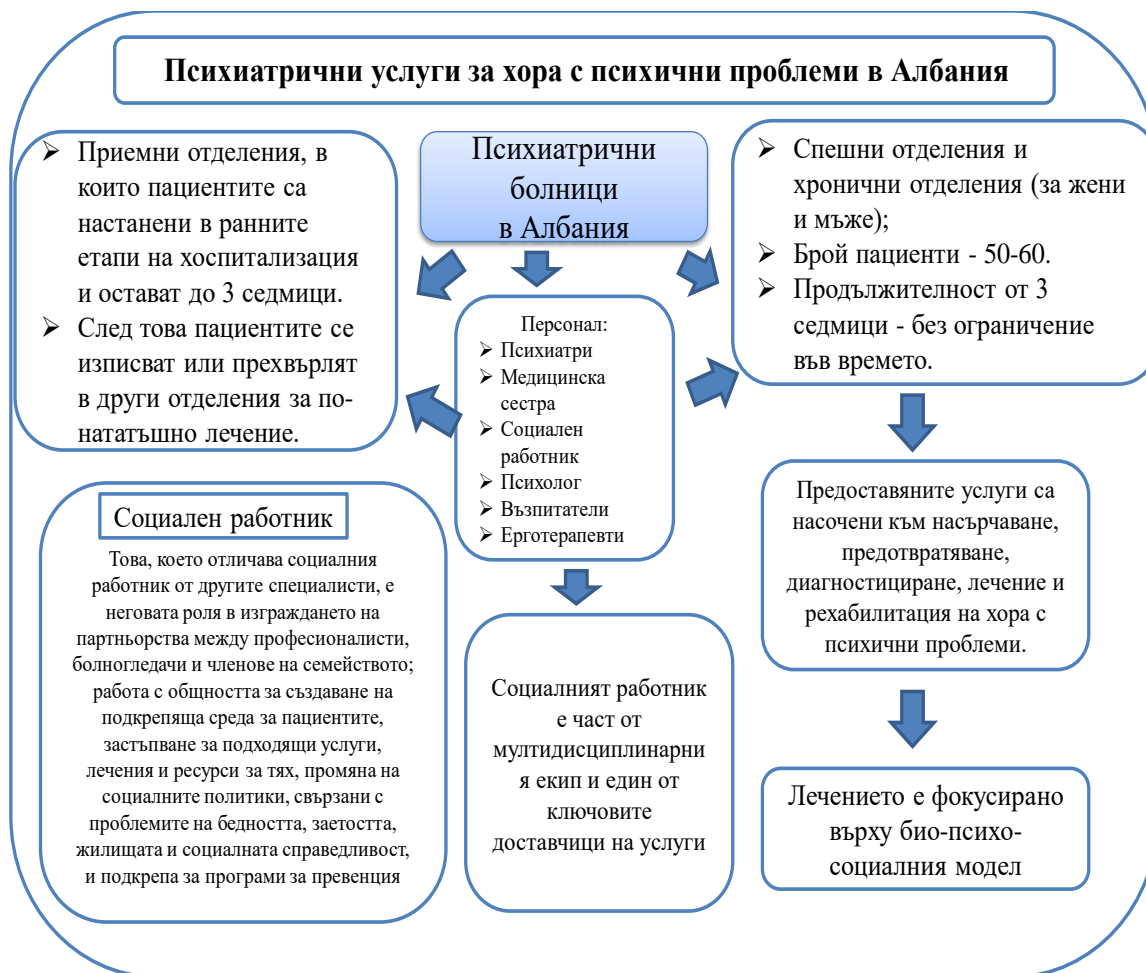 Психиатрични услуги за хора с психични проблеми в Албания
➢ Приемни отделения, в
които пациентите са
настанени в ранните
етапи на хоспитализация
и остават до 3 седмици.
➢ След това пациентите се
изписват или прехвърлят
в други отделения за по-
нататъшно лечение.
Психиатрични
болници
в Албания
➢ Спешни отделения и
хронични отделения (за жени
и мъже);
➢ Брой пациенти - 50-60.
➢ Продължителност от 3
седмици - без ограничение
във времето.
Персонал:
➢ Психиатри
➢ Медицинска
сестра
➢ Социален
работник
➢ Психолог
➢ Възпитатели
➢ Ерготерапевти
Социален работник
Това, което отличава социалния
работник от другите специалисти, е
неговата роля в изграждането на
партньорства между професионалисти,
болногледачи и членове на семейството;
работа с общността за създаване на
подкрепяща среда за пациентите,
застъпване за подходящи услуги,
лечения и ресурси за тях, промяна на
социалните политики, свързани с
проблемите на бедността, заетостта,
жилищата и социалната справедливост,
и подкрепа за програми за превенция
Социалният работник
е част от
мултидисциплинарни
я екип и един от
ключовите
доставчици на услуги
Предоставяните услуги са
насочени към насърчаване,
предотвратяване,
диагностициране, лечение и
рехабилитация на хора с
психични проблеми.
Лечението е фокусирано
върху био-психо-
социалния модел